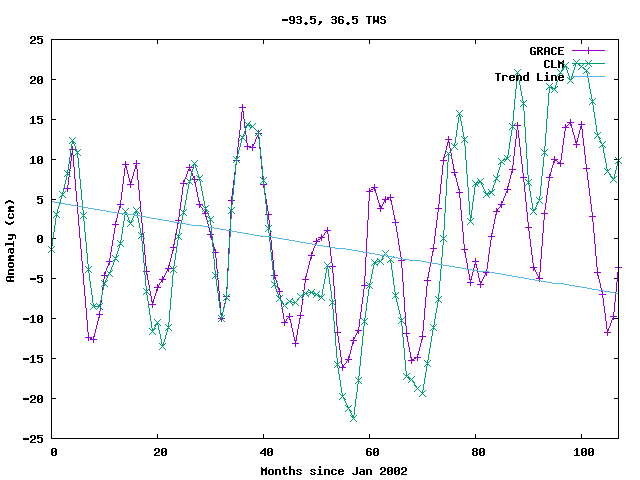 -93.5, 36.5 TWS
25
20
15
10
5
0
-5
-10
-15
-20
-25
Anomaly (cm)
GRACE
CLM
Trend Line
0 20 40 60 80 100
Months since Jan 2002